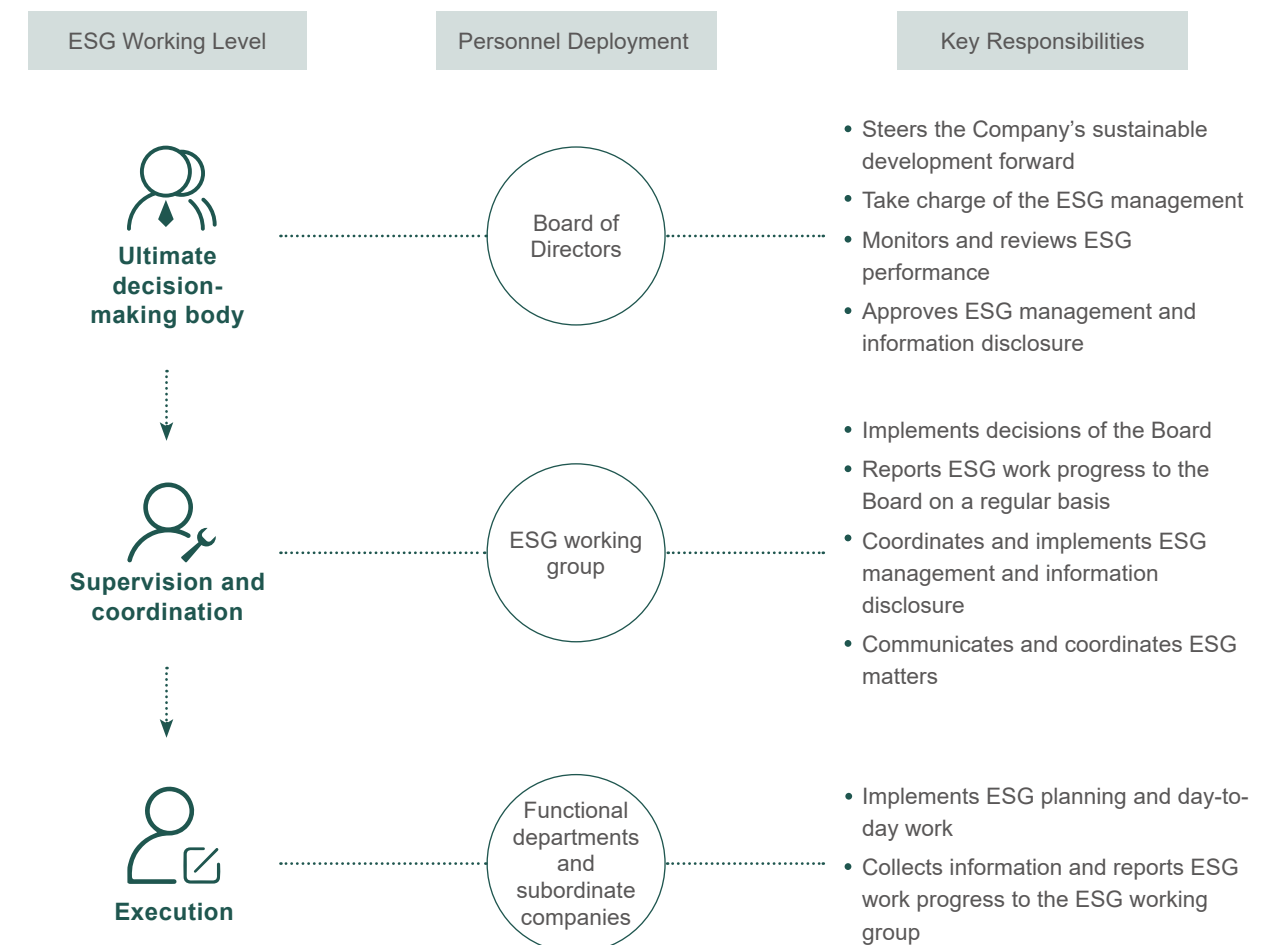 ESG Working Level
Personnel Deployment
Key Responsibilities
Ultimate
decision-
making body
Board of
Directors
• Steers the Company’s sustainable
development forward
• Take charge of the ESG management
• Monitors and reviews ESG
performance
• Approves ESG management and
information disclosure
Supervision and
coordination
ESG working
group
• Implements decisions of the Board
• Reports ESG work progress to the
Board on a regular basis
• Coordinates and implements ESG
management and information
disclosure
• Communicates and coordinates ESG
matters
Execution
Functional
departments
and
subordinate
companies
• Implements ESG planning and day-to-
day work
• Collects information and reports ESG
work progress to the ESG working
group